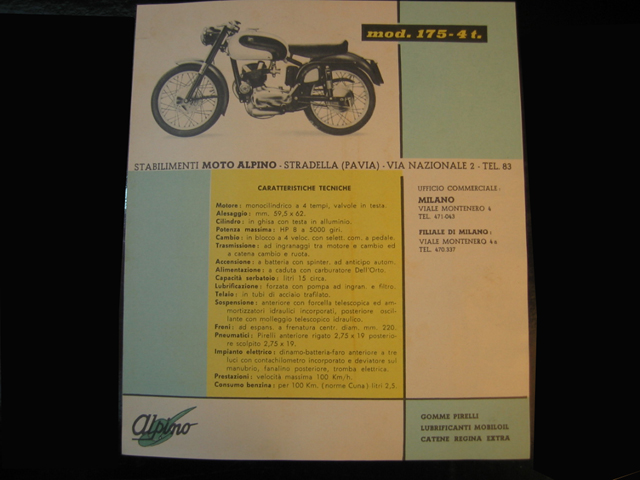 mod. 175-4t.
STABILIMENTI MOTO ALPINO - STRADELLA (PAVIA) - VIA NAZIONALE 2 - TEL. 83
CARATTERISTICHE TECNICHE
Motore: monocilindrico a 4 tempi, valvole in testa.
Alesaggio: mm. 59,5 x 62.
Cilindro: in ghisa con testa in alluminio.
Potenza massima: HP 8 a 5000 giri.
Cambio: in blocco a 4 veloc. con selett. com. a pedale.
Trasmissione: ad ingranaggi tra motore e cambio ed
a catena cambio e ruota.
Accensione: a batteria con spinter. ad anticipo autom.
Alimentazione: a caduta con carburatore Dell'Orto.
Capacità serbatoio: litri 15 circa.
Lubrificazione: forzata con pompa ad ingran. e filtro.
Telaio: in tubi di acciaio trafilato.
Sospensione: anteriore con forcella telescopica ed am-
mortizzatori idraulici incorporati, posteriore oscil-
lante con molleggio telescopico idraulico.
Freni: ad espans. a frenatura centr. diam. mm. 220.
Pneumatici: Pirelli anteriore rigato 2,75 x 19 posterio-
re scolpito 2,75 x 19.
Impianto elettrico: dinamo-batteria-faro anteriore a tre
luci con contachilometro incorporato e deviatore sul
manubrio, fanalino posteriore, tromba elettrica.
Prestazioni: velocità massima 100 Km/h.
Consumo benzina: per 100 Km. (norme Cuna) litri 2,5.
UFFICIO COMMERCIALE:
MILANO
VIALE MONTENERO 4
TEL. 671-063
FILIALE DI MILANO:
VIALE MONTENERO 4 a
TEL. 670.337
Alpino
GOMME PIRELLI
LUBRIFICANTI MOBILOIL
CATENE REGINA EXTRA